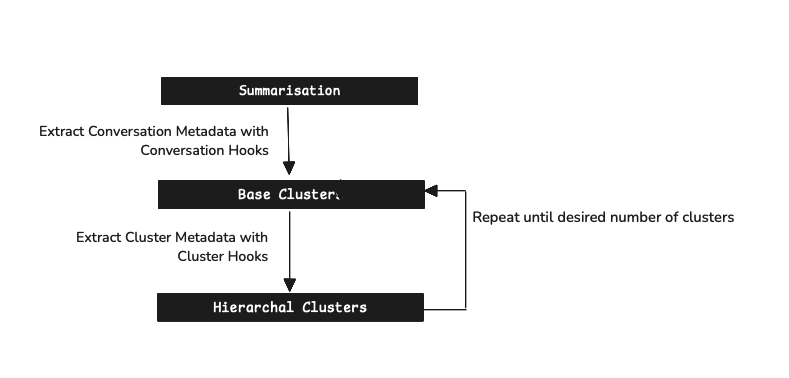 Summarisation
Extract Conversation Metadata with
Conversation Hooks
Base Cluster
Repeat until desired number of clusters
Extract Cluster Metadata with
Cluster Hooks
Hierarchal Clusters